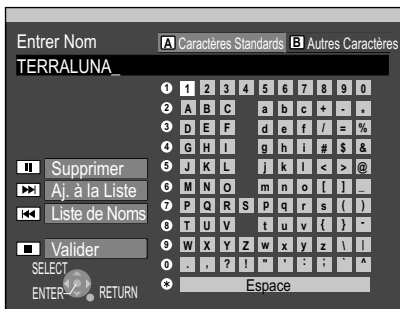 Entrer Nom A Caractères Standards B Autres Caractères
TERRALUNA_
1 1 2 3 4 5 6 7 8 9 0
2 A B C a b c + - *
3 D E F d e f / = %
4 G H I g h i # $ &
5 J K L j k l < > @
6 M N O m n o [ ] _
7 P Q R S p q r s ( )
8 T U V t u v { } -
9 W X Y Z w x y z \ |
0 . , ? ! " ' : ; ` ^
* Espace
Supprimer
Aj. à la Liste
Liste de Noms
Valider
SELECT
ENTER RETURN